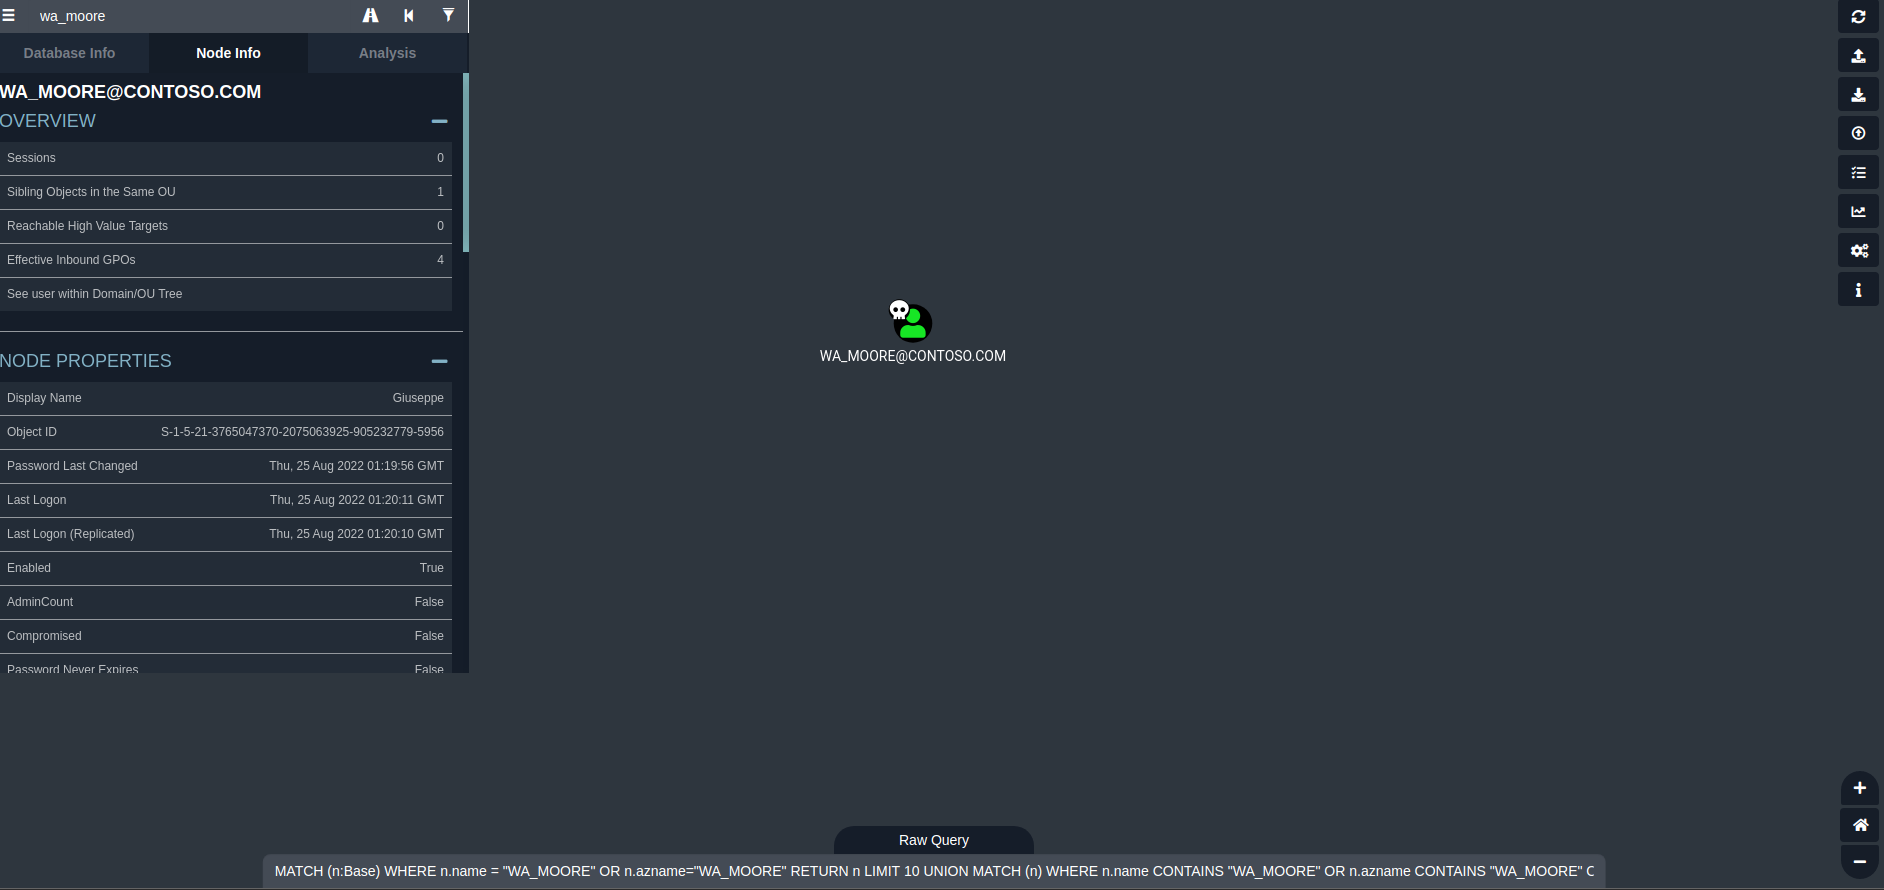 wa_moore
Database Info
Node Info
Analysis
WA_MOORE@CONTOSO.COM
OVERVIEW
Sessions 0
Sibling Objects in the Same OU 1
Reachable High Value Targets 0
Effective Inbound GPOs 4
See user within Domain/OU Tree
NODE PROPERTIES
Display Name Giuseppe
Object ID S-1-5-21-3765047370-2075063925-905232779-5956
Password Last Changed Thu, 25 Aug 2022 01:19:56 GMT
Last Logon Thu, 25 Aug 2022 01:20:11 GMT
Last Logon (Replicated) Thu, 25 Aug 2022 01:20:10 GMT
Enabled True
AdminCount False
Compromised False
Password Never Expires False
WA_MOORE@CONTOSO.COM
Raw Query
MATCH (n:Base) WHERE n.name = "WA_MOORE" OR n.azname="WA_MOORE" RETURN n LIMIT 10 UNION MATCH (n) WHERE n.name CONTAINS "WA_MOORE" OR n.azname CONTAINS "WA_MOORE"